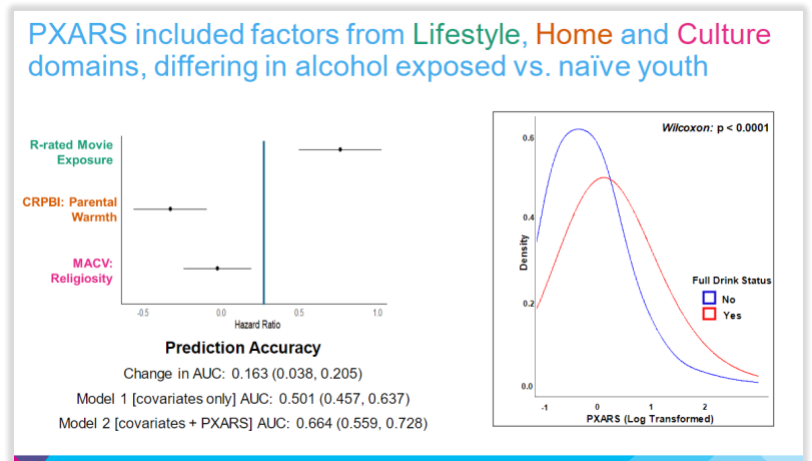 PXARS included factors from Lifestyle, Home and Culture
domains, differing in alcohol exposed vs. naïve youth
R-rated Movie
Exposure
CRPBI: Parental
Warmth
MACV:
Religiosity
-0.5 0.0 0.5 1.0
Hazard Ratio
Prediction Accuracy
Change in AUC: 0.163 (0.038, 0.205)
Model 1 [covariates only] AUC: 0.501 (0.457, 0.637)
Model 2 [covariates + PXARS] AUC: 0.664 (0.559, 0.728)
Wilcoxon: p < 0.0001
0.6
0.4
Density
0.2
0.0
Full Drink Status
No
Yes
-1 0 1 2
PXARS (Log Transformed)